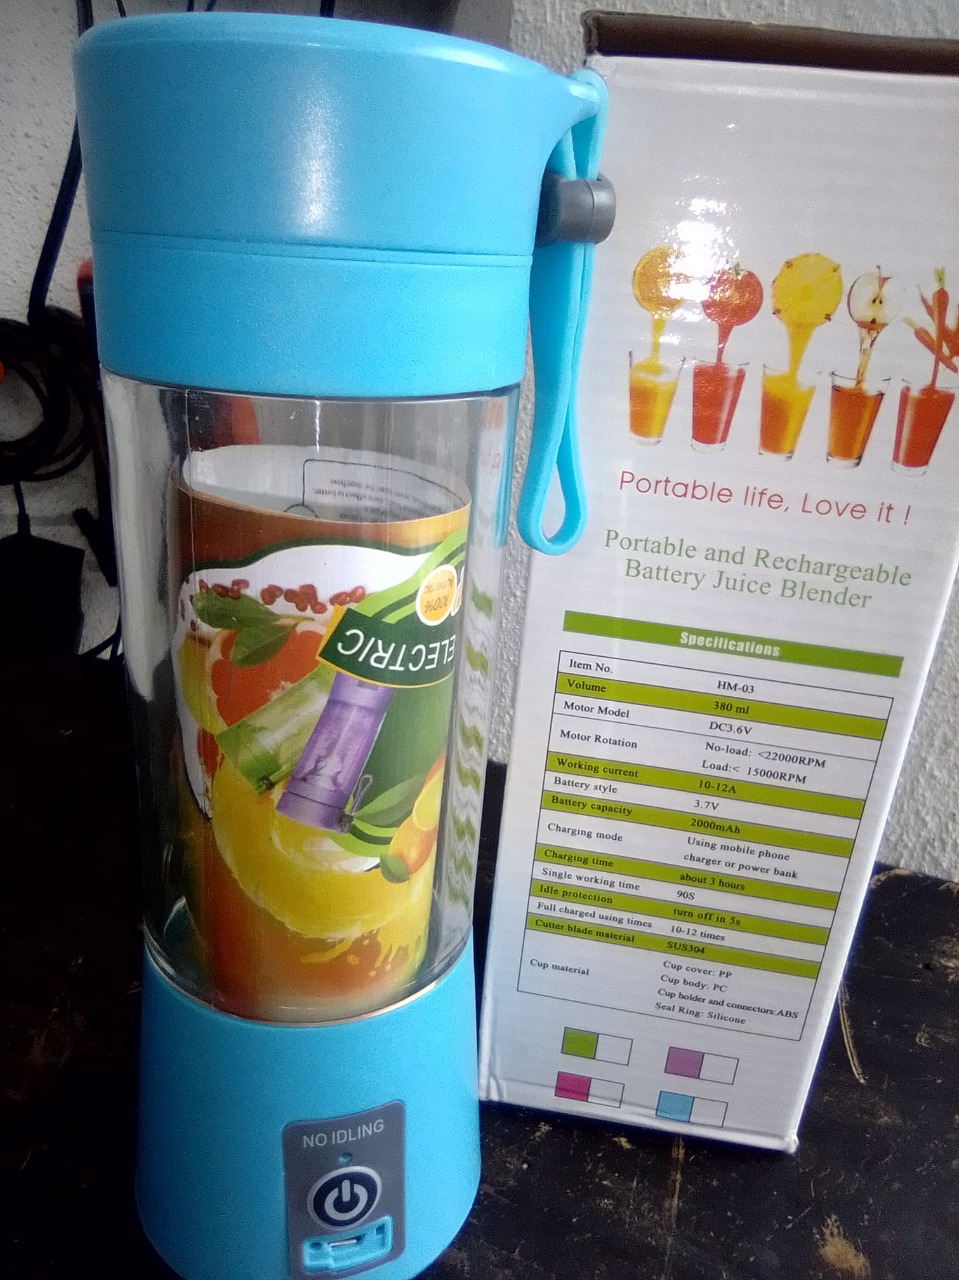 ELECTRIC
100%
NO IDLING
Portable life, Love it !
Portable and Rechargeable
Battery Juice Blender
Specifications
Item No. HM-03
Volume 380 ml
Motor Model DC3.6V
Motor Rotation No-load: <22000RPM
Load:< 15000RPM
Working current 10-12A
Battery style 3.7V
Battery capacity 2000mAh
Charging mode Using mobile phone
charger or power bank
Charging time about 3 hours
Single working time 90S
Idle protection turn off in 5s
Full charged using times 10-12 times
Cutter blade material SUS304
Cup material Cup cover: PP
Cup body: PC
Cup holder and connectors:ABS
Seal Ring: Silicone